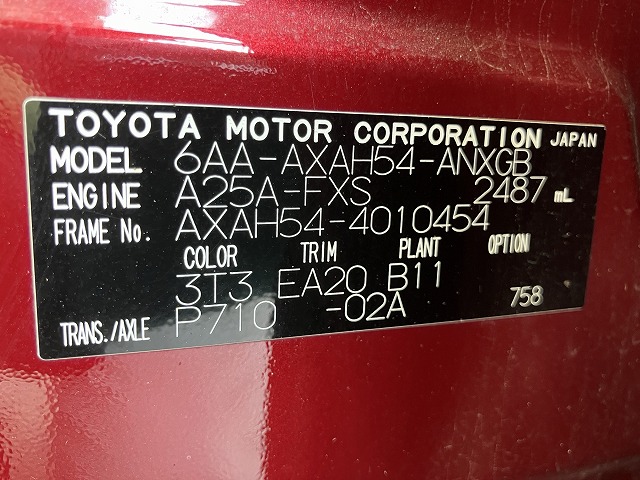 TOYOTA MOTOR CORPORATION JAPAN
MODEL 6AA-AXAH54-ANXGB
ENGINE A25A-FXS 2487 mL
FRAME No. AXAH54-4010454
COLOR TRIM PLANT OPTION
3T3 EA20 B11
TRANS./AXLE P710 -02A 758